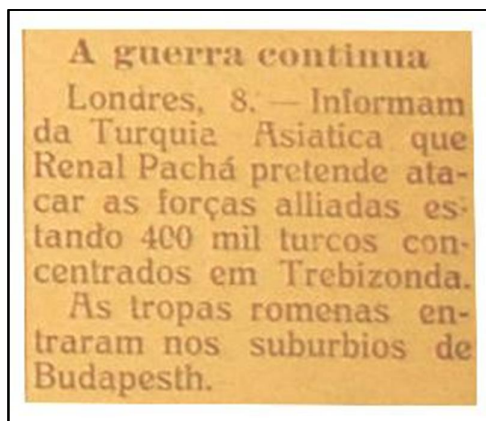 A guerra continua
Londres, 8. — Informam
da Turquia Asiatica que
Renal Pachá pretende ata-
car as forças alliadas es-
tando 400 mil turcos con-
centrados em Trebizonda.
As tropas romenas en-
traram nos suburbios de
Budapesth.